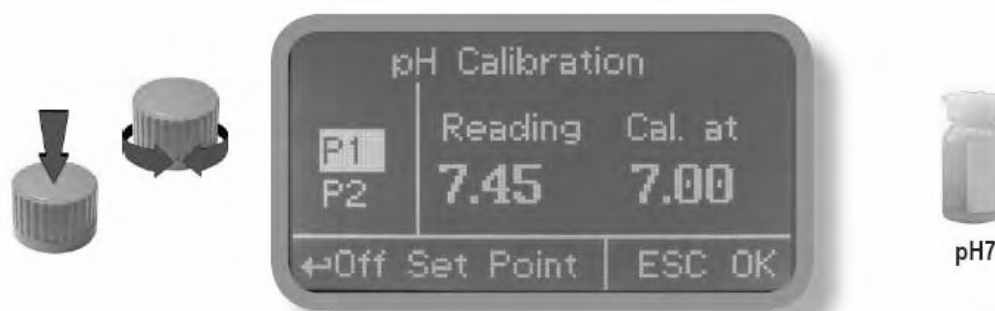 pH Calibration
Reading Cal. at
P1
P2 7.45 7.00
↩Off Set Point ESC OK
pH7